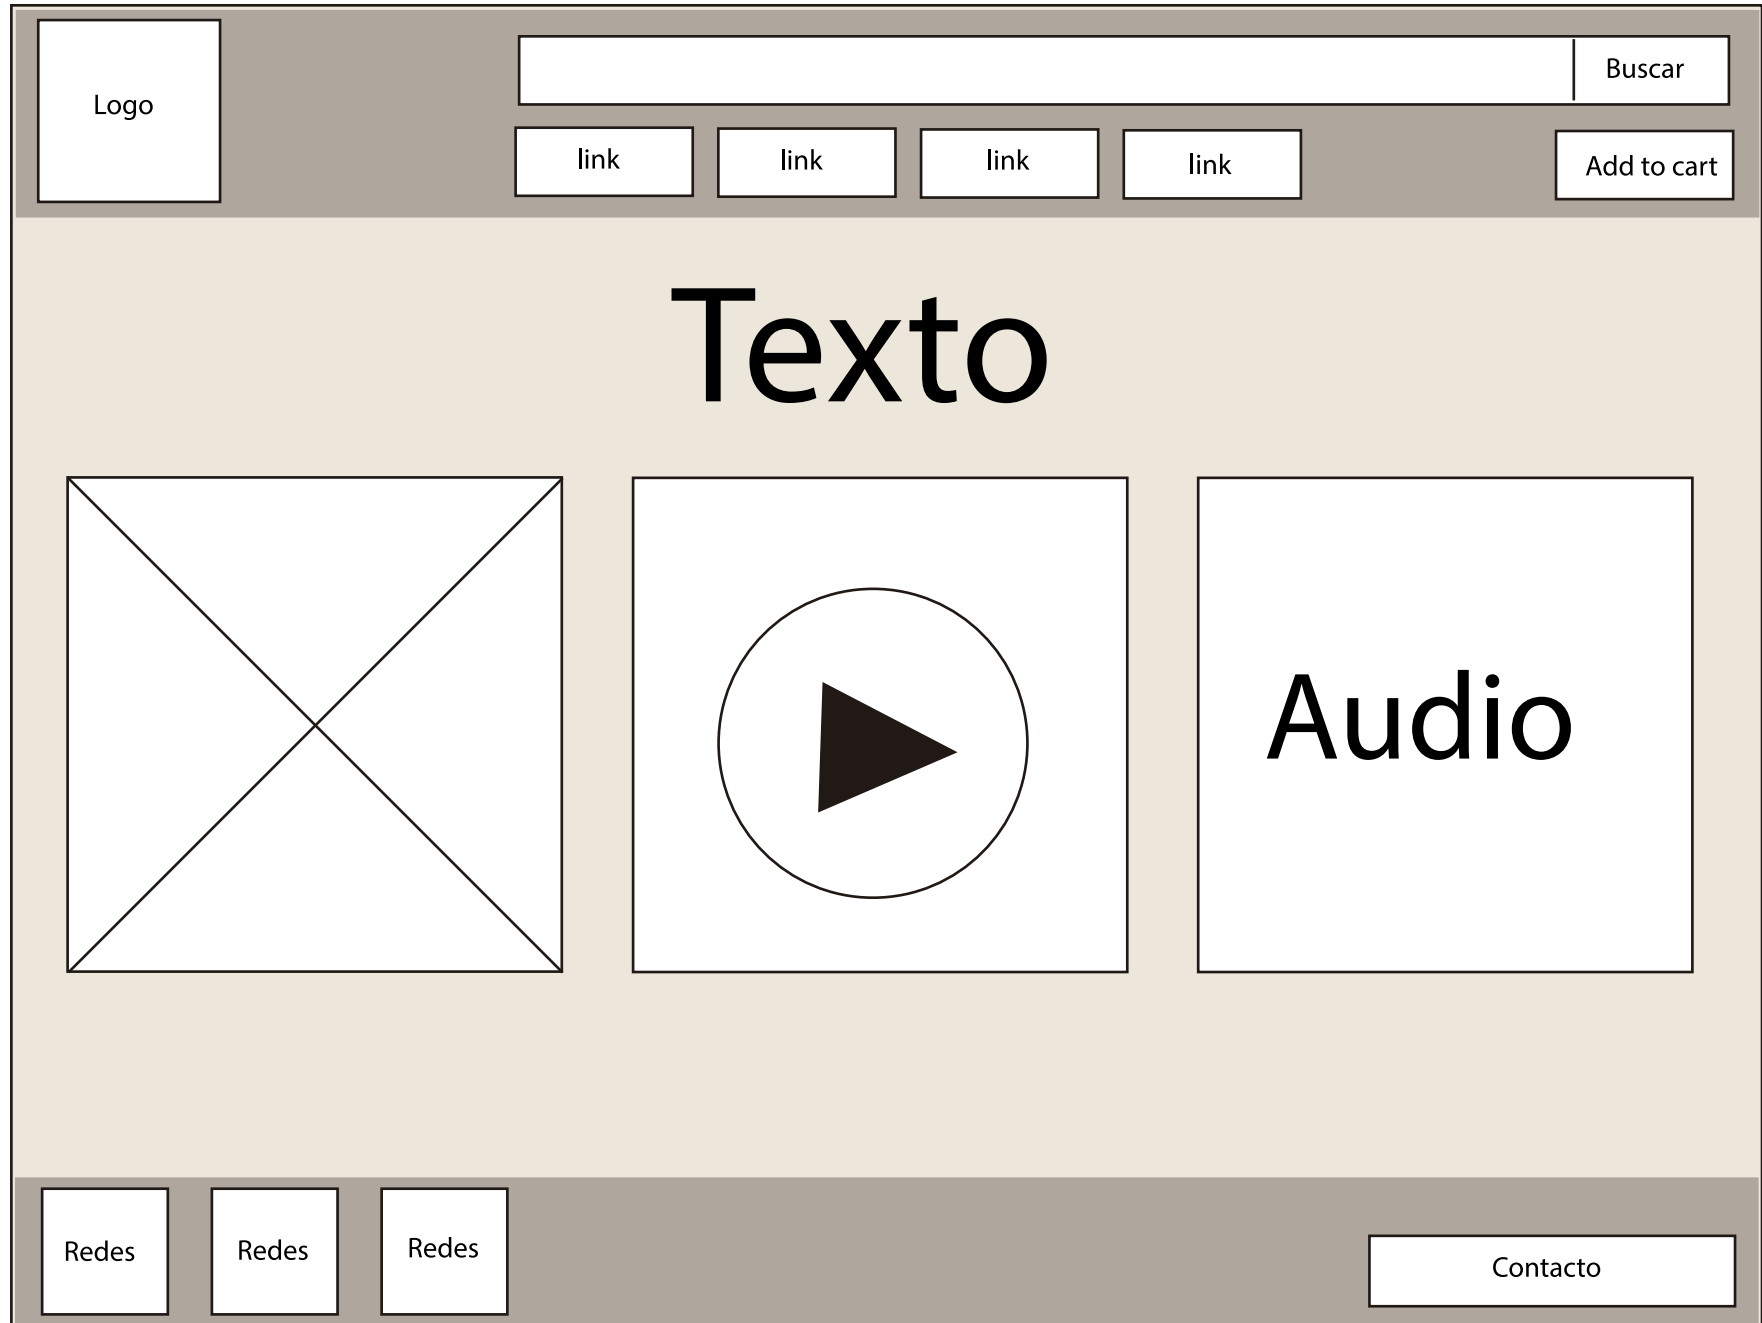 Logo
Buscar
link
link
link
link
Add to cart
Texto
Audio
Redes
Redes
Redes
Contacto